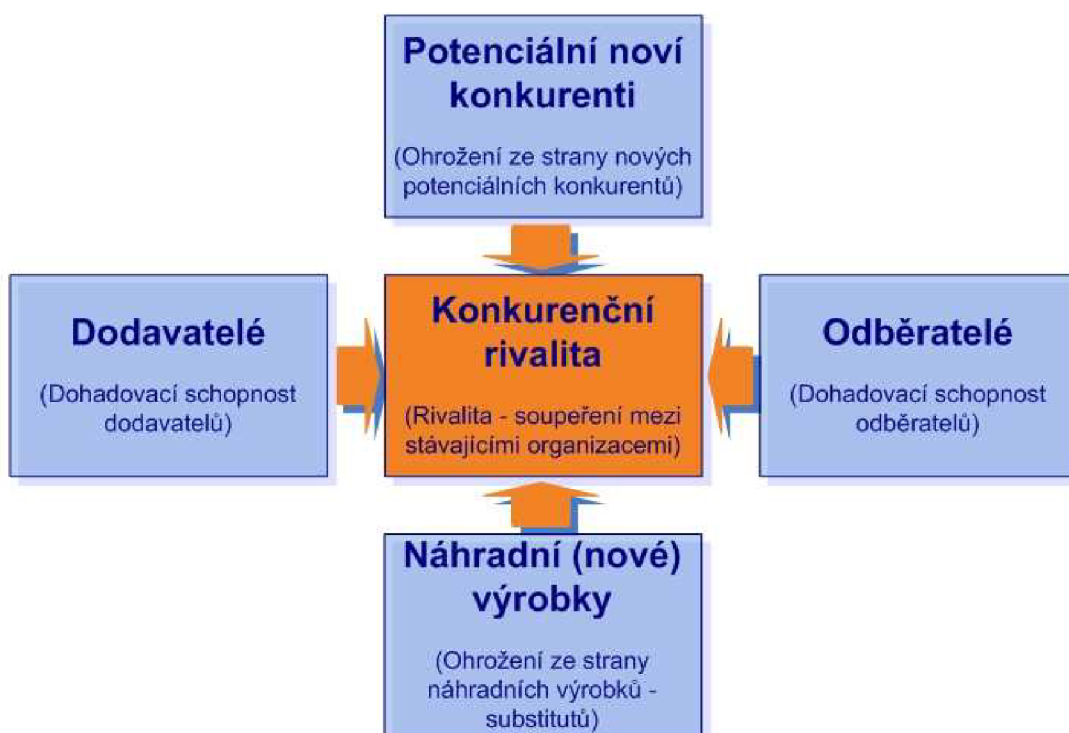 Potenciální noví
konkurenti
(Ohrožení ze strany nových
potenciálních konkurentů)
Dodavatelé
(Dohadovací schopnost
dodavatelů)
Konkurenční
rivalita
(Rivalita - soupeření mezi
stávajícími organizacemi)
Odběratelé
(Dohadovací schopnost
odběratelů)
Náhradní (nové)
výrobky
(Ohrožení ze strany
náhradních výrobků -
substitutů)